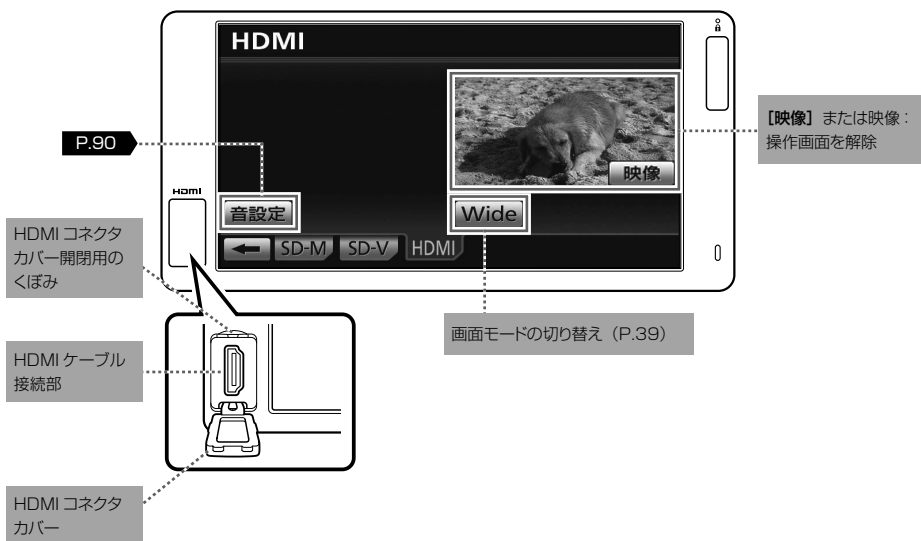 HDMI
[映像] または映像：
操作画面を解除
P.90
映像
HDMI
音設定
Wide
HDMI コネクタ
カバー開閉用の
くぼみ
SD-M
SD-V
HDMI
画面モードの切り替え（P.39）
HDMI ケーブル
接続部
HDMI コネクタ
カバー